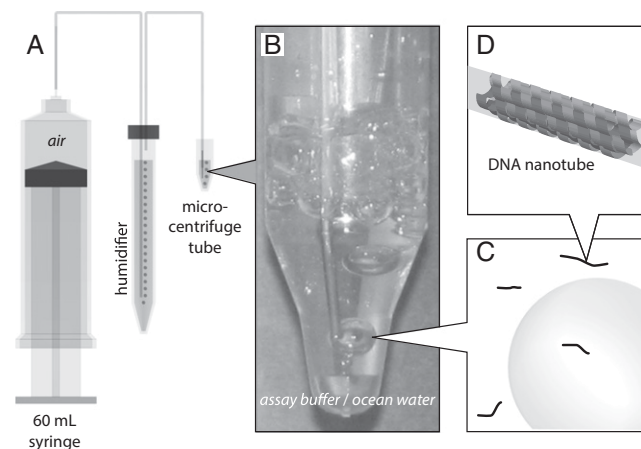 A
air
60 mL
syringe
humidifier
micro-
centrifuge
tube
B
assay buffer / ocean water
D
DNA nanotube
C